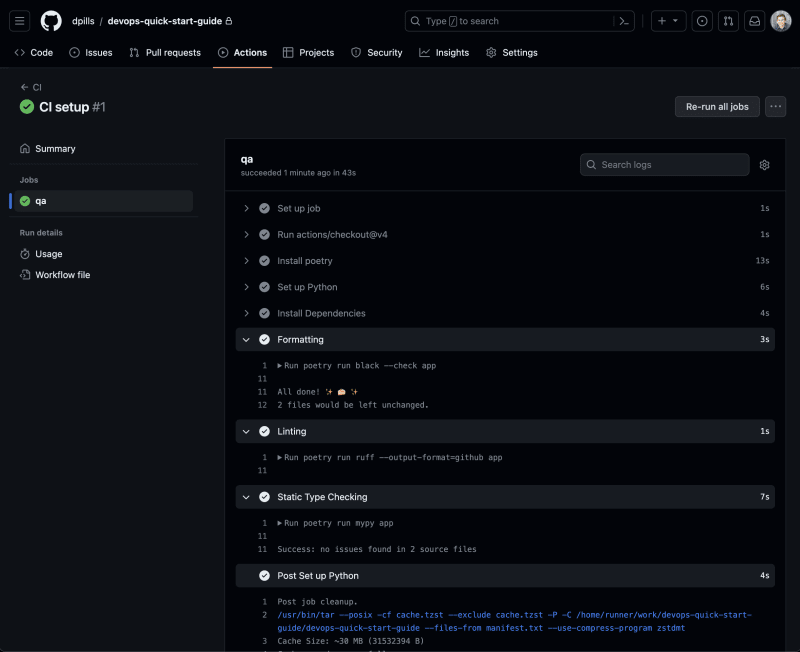 dpills / devops-quick-start-guide
Type / to search
Code Issues Pull requests Actions Projects Security Insights Settings
CI
CI setup #1
Re-run all jobs
Summary
Jobs
qa
Run details
Usage
Workflow file
qa
succeeded 1 minute ago in 43s
Search logs
Set up job 1s
Run actions/checkout@v4 1s
Install poetry 13s
Set up Python 6s
Install Dependencies 4s
Formatting 3s
1 Run poetry run black --check app
11
11 All done! ✨ 🍰 ✨
12 2 files would be left unchanged.
Linting 1s
1 Run poetry run ruff --output-format=github app
11
Static Type Checking 7s
1 Run poetry run mypy app
11
11 Success: no issues found in 2 source files
Post Set up Python 4s
1 Post job cleanup.
2 /usr/bin/tar --posix -cf cache.tzst --exclude cache.tzst -P -C /home/runner/work/devops-quick-start-
guide/devops-quick-start-guide --files-from manifest.txt --use-compress-program zstdmt
3 Cache Size: ~30 MB (31532394 B)